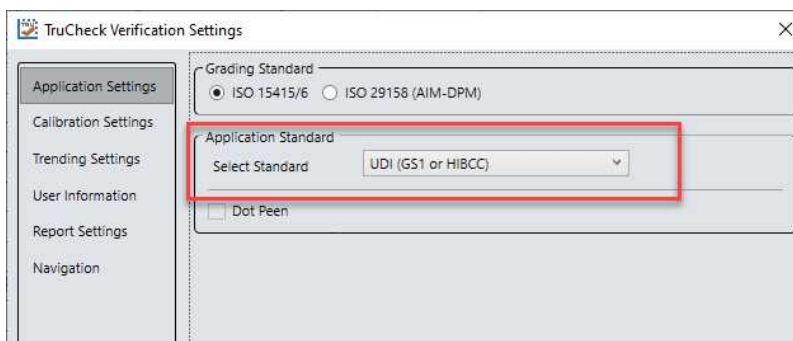 TruCheck Verification Settings
Application Settings
Calibration Settings
Trending Settings
User Information
Report Settings
Navigation
Grading Standard
ISO 15415/6 ISO 29158 (AIM-DPM)
Application Standard
Select Standard UDI (GS1 or HIBCC)
Dot Peen